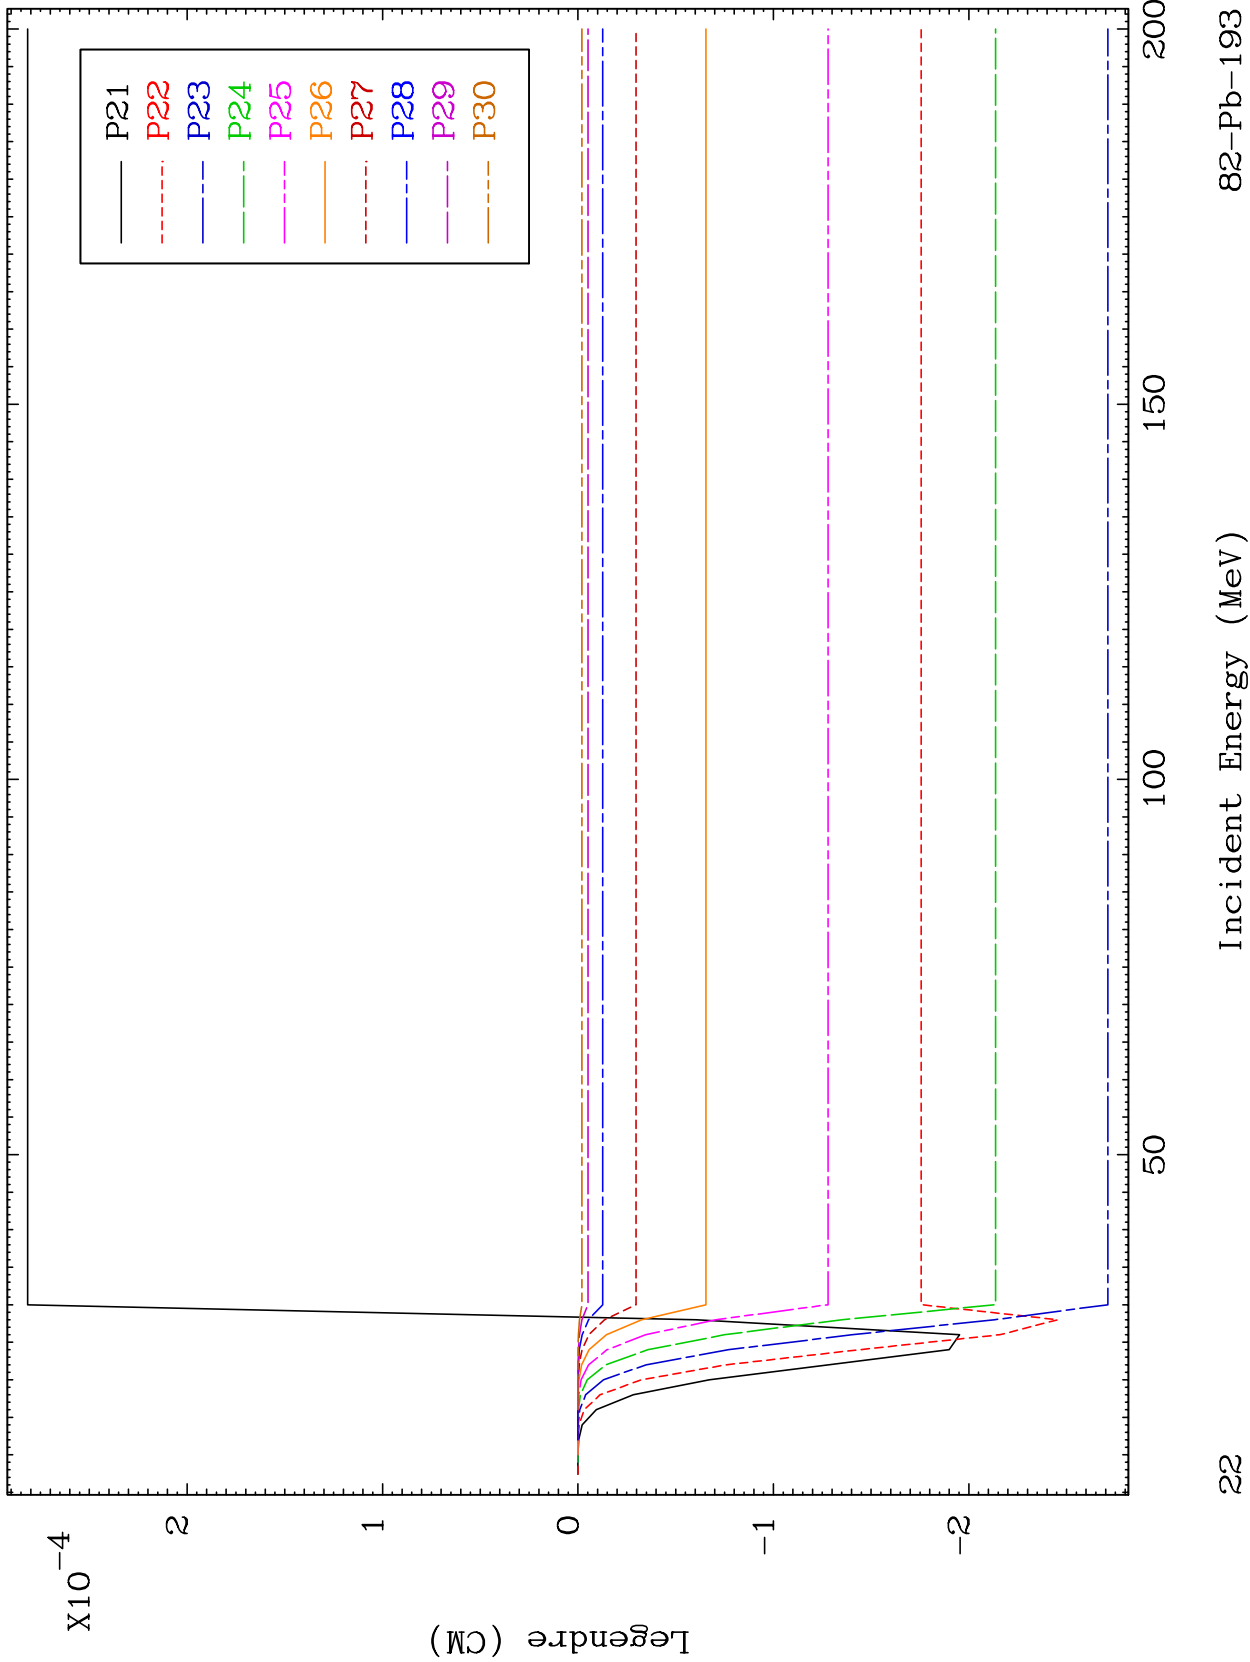 X10
-4
2
1
0
-1
-2
Legendre (CM)
P21
P22
P23
P24
P25
P26
P27
P28
P29
P30
50
100
150
200
Incident Energy (MeV)
22
82-Pb-193